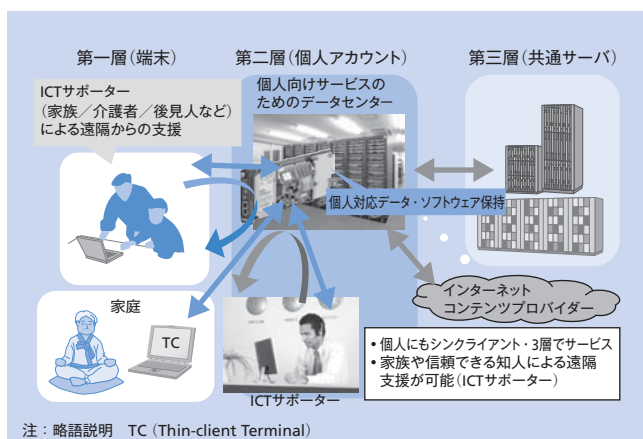 第一層(端末)
第二層(個人アカウント)
第三層(共通サーバ)
ICTサポーター
(家族／介護者／後見人など)
による遠隔からの支援
個人向けサービスの
ためのデータセンター
個人対応データ・ソフトウェア保持
家庭
TC
ICTサポーター
インターネット
コンテンツプロバイダー
• 個人にもシンクライアント・3層でサービス
• 家族や信頼できる知人による遠隔
支援が可能(ICTサポーター)
注：略語説明　TC（Thin-client Terminal）